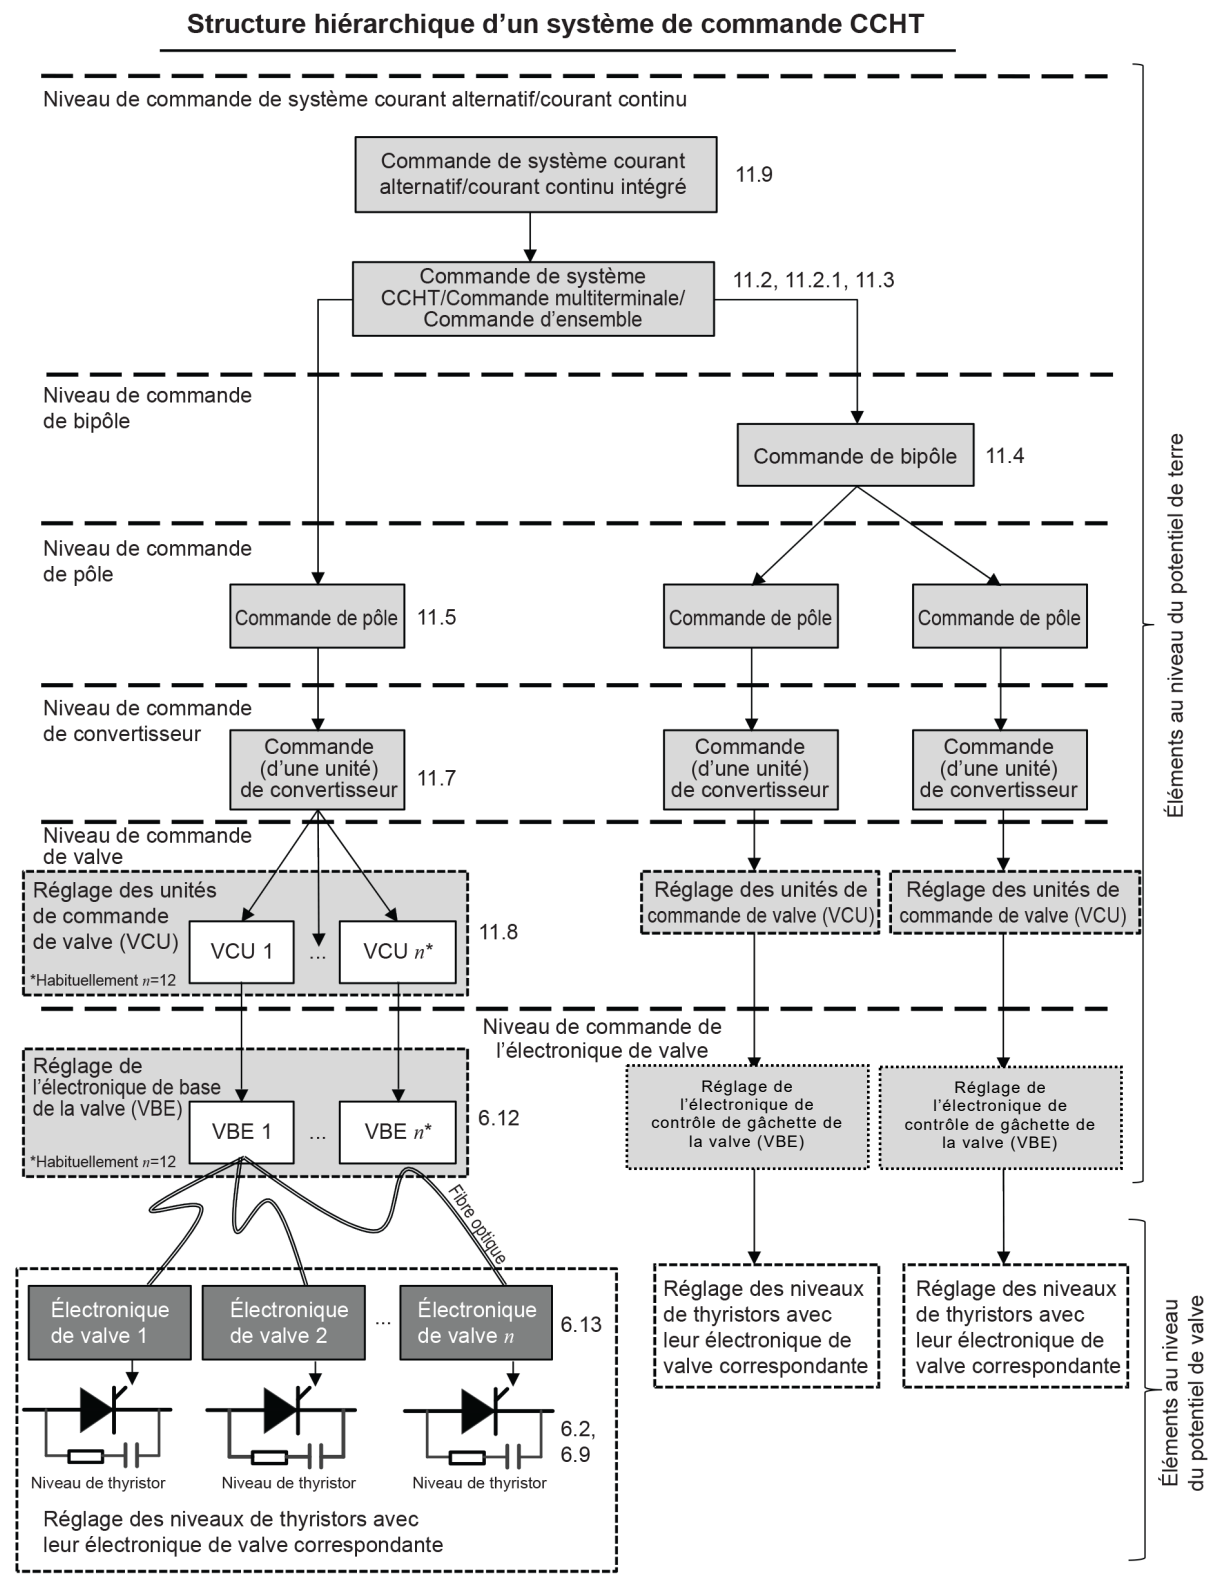 Structure hiérarchique d’un système de commande CCHT
Niveau de commande de système courant alternatif/courant continu
Commande de système courant
alternatif/courant continu intégré
11.9
Commande de système
CCHT/Commande multiterminale/
Commande d’ensemble
11.2, 11.2.1, 11.3
Niveau de commande
de bipôle
Commande de bipôle
11.4
Niveau de commande
de pôle
Commande de pôle
11.5
Commande de pôle
Commande de pôle
Niveau de commande
de convertisseur
Commande
(d’une unité)
de convertisseur
11.7
Commande
(d’une unité)
de convertisseur
Commande
(d’une unité)
de convertisseur
Niveau de commande
de valve
Réglage des unités
de commande
de valve (VCU)
*Habituellement n=12
VCU 1
...
VCU n*
11.8
Réglage des unités de
commande de valve (VCU)
Réglage des unités de
commande de valve (VCU)
Niveau de commande de
l’électronique de valve
Réglage de
l’électronique de base
de la valve (VBE)
*Habituellement n=12
VBE 1
...
VBE n*
6.12
Réglage de
l’électronique de
contrôle de gâchette de
la valve (VBE)
Réglage de
l’électronique de
contrôle de gâchette de
la valve (VBE)
Éléments au niveau du potentiel de terre
Fibre optique
Électronique
de valve 1
Électronique
de valve 2
...
Électronique
de valve n
6.13
6.2,
6.9
Niveau de thyristor
Niveau de thyristor
Niveau de thyristor
Réglage des niveaux de thyristors avec
leur électronique de valve correspondante
Réglage des niveaux
de thyristors avec
leur électronique de
valve correspondante
Réglage des niveaux
de thyristors avec
leur électronique de
valve correspondante
Éléments au niveau
du potentiel de valve